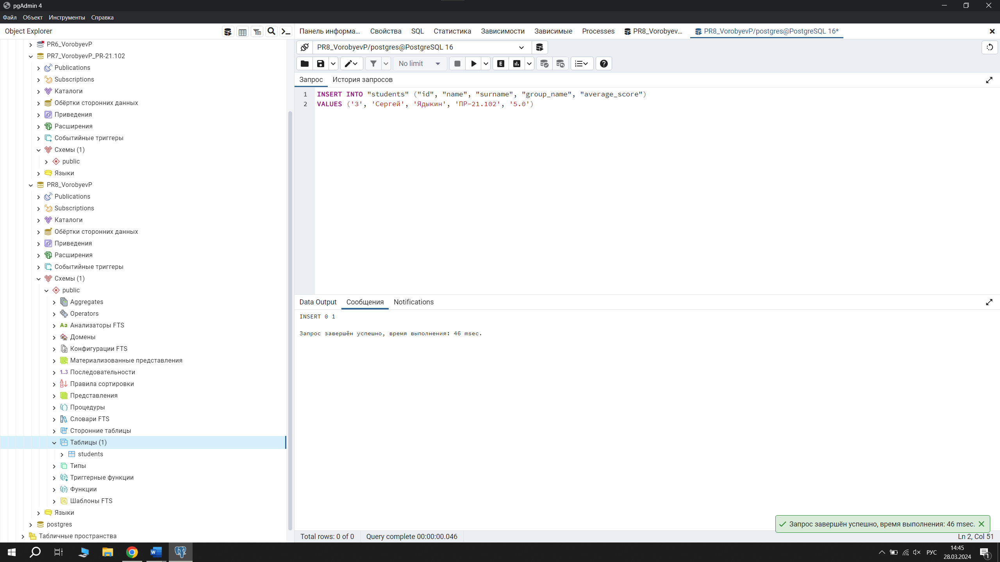 pgAdmin 4
Файл Объект Инструменты Справка
Object Explorer
PR6_VorobyevP
PR7_VorobyevP_PR-21.102
Publications
Subscriptions
Каталоги
Обёртки сторонних данных
Приведения
Расширения
Событийные триггеры
Схемы (1)
public
Языки
PR8_VorobyevP
Publications
Subscriptions
Каталоги
Обёртки сторонних данных
Приведения
Расширения
Событийные триггеры
Схемы (1)
public
Aggregates
Operators
Анализаторы FTS
Домены
Конфигурации FTS
Материализованные представления
Последовательности
Правила сортировки
Представления
Процедуры
Словари FTS
Сторонние таблицы
Таблицы (1)
students
Типы
Триггерные функции
Функции
Шаблоны FTS
Языки
postgres
Табличные пространства
Панель информа... Свойства SQL Статистика Зависимости Зависимые Processes PR8_Vorobyev... PR8_VorobyevP/postgres@PostgreSQL 16*
PR8_VorobyevP/postgres@PostgreSQL 16
No limit
Запрос История запросов
1 INSERT INTO "students" ("id", "name", "surname", "group_name", "average_score")
2 VALUES ('3', 'Сергей', 'Ядыкин', 'ПР-21.102', '5.0')
Data Output Сообщения Notifications
INSERT 0 1
Запрос завершён успешно, время выполнения: 46 msec.
Запрос завершён успешно, время выполнения: 46 msec.
Total rows: 0 of 0 Query complete 00:00:00.046 Ln 2, Col 51
РУС
14:45
28.03.2024
1